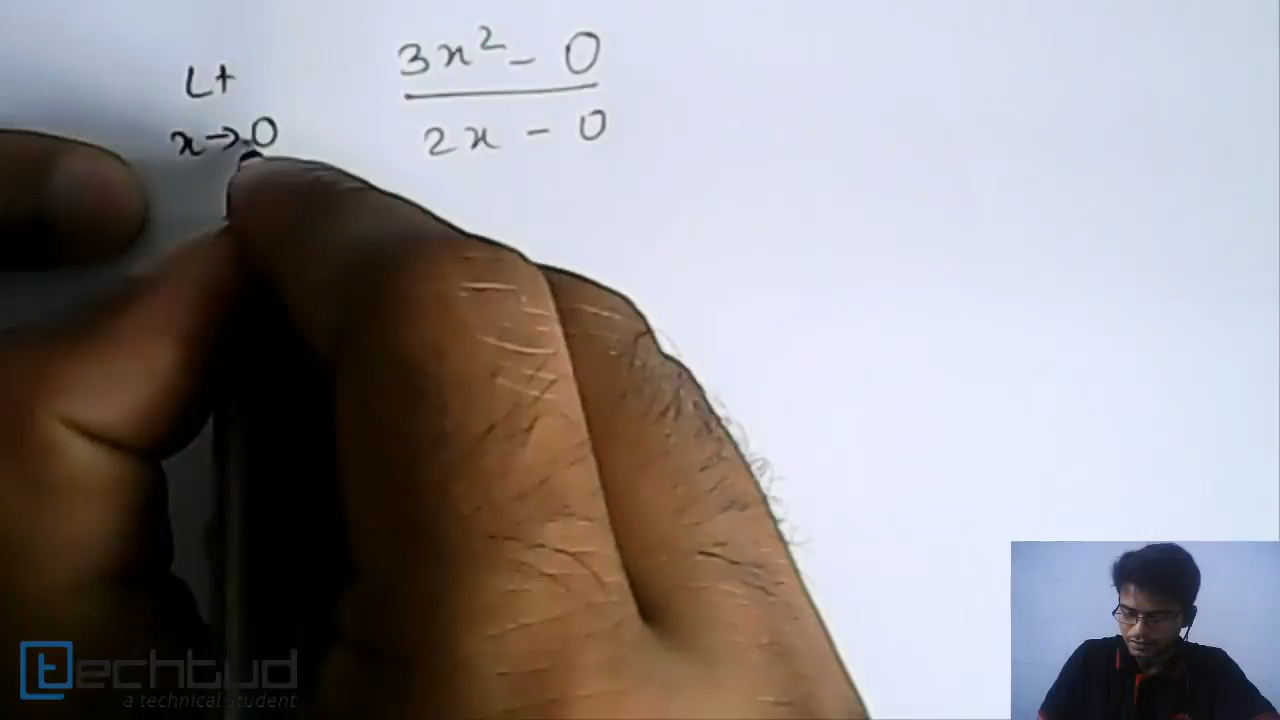 Lt
x→0
3x² - 0
2x - 0
techtud
a technical student